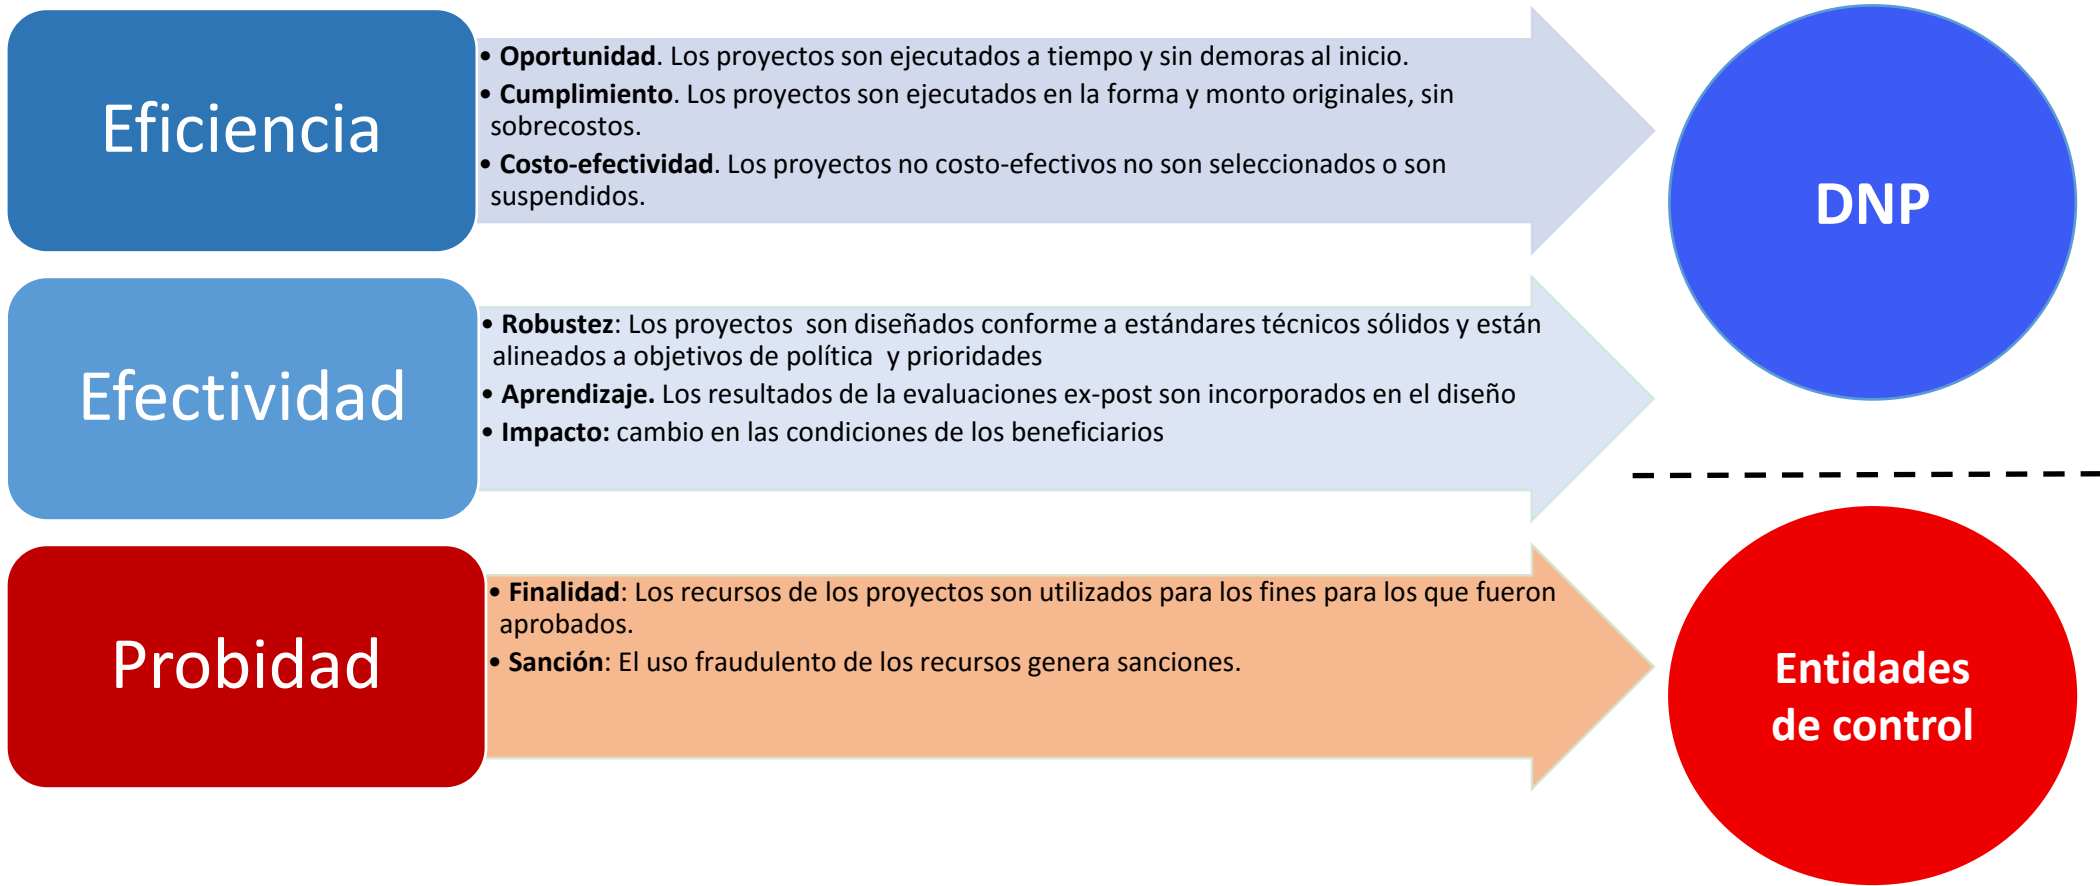 Eficiencia
• Oportunidad. Los proyectos son ejecutados a tiempo y sin demoras al inicio.
• Cumplimiento. Los proyectos son ejecutados en la forma y monto originales, sin
sobrecostos.
• Costo-efectividad. Los proyectos no costo-efectivos no son seleccionados o son
suspendidos.
DNP
Efectividad
• Robustez: Los proyectos  son diseñados conforme a estándares técnicos sólidos y están
alineados a objetivos de política  y prioridades
• Aprendizaje. Los resultados de la evaluaciones ex-post son incorporados en el diseño
• Impacto: cambio en las condiciones de los beneficiarios
Probidad
• Finalidad: Los recursos de los proyectos son utilizados para los fines para los que fueron
aprobados.
• Sanción: El uso fraudulento de los recursos genera sanciones.
Entidades
de control